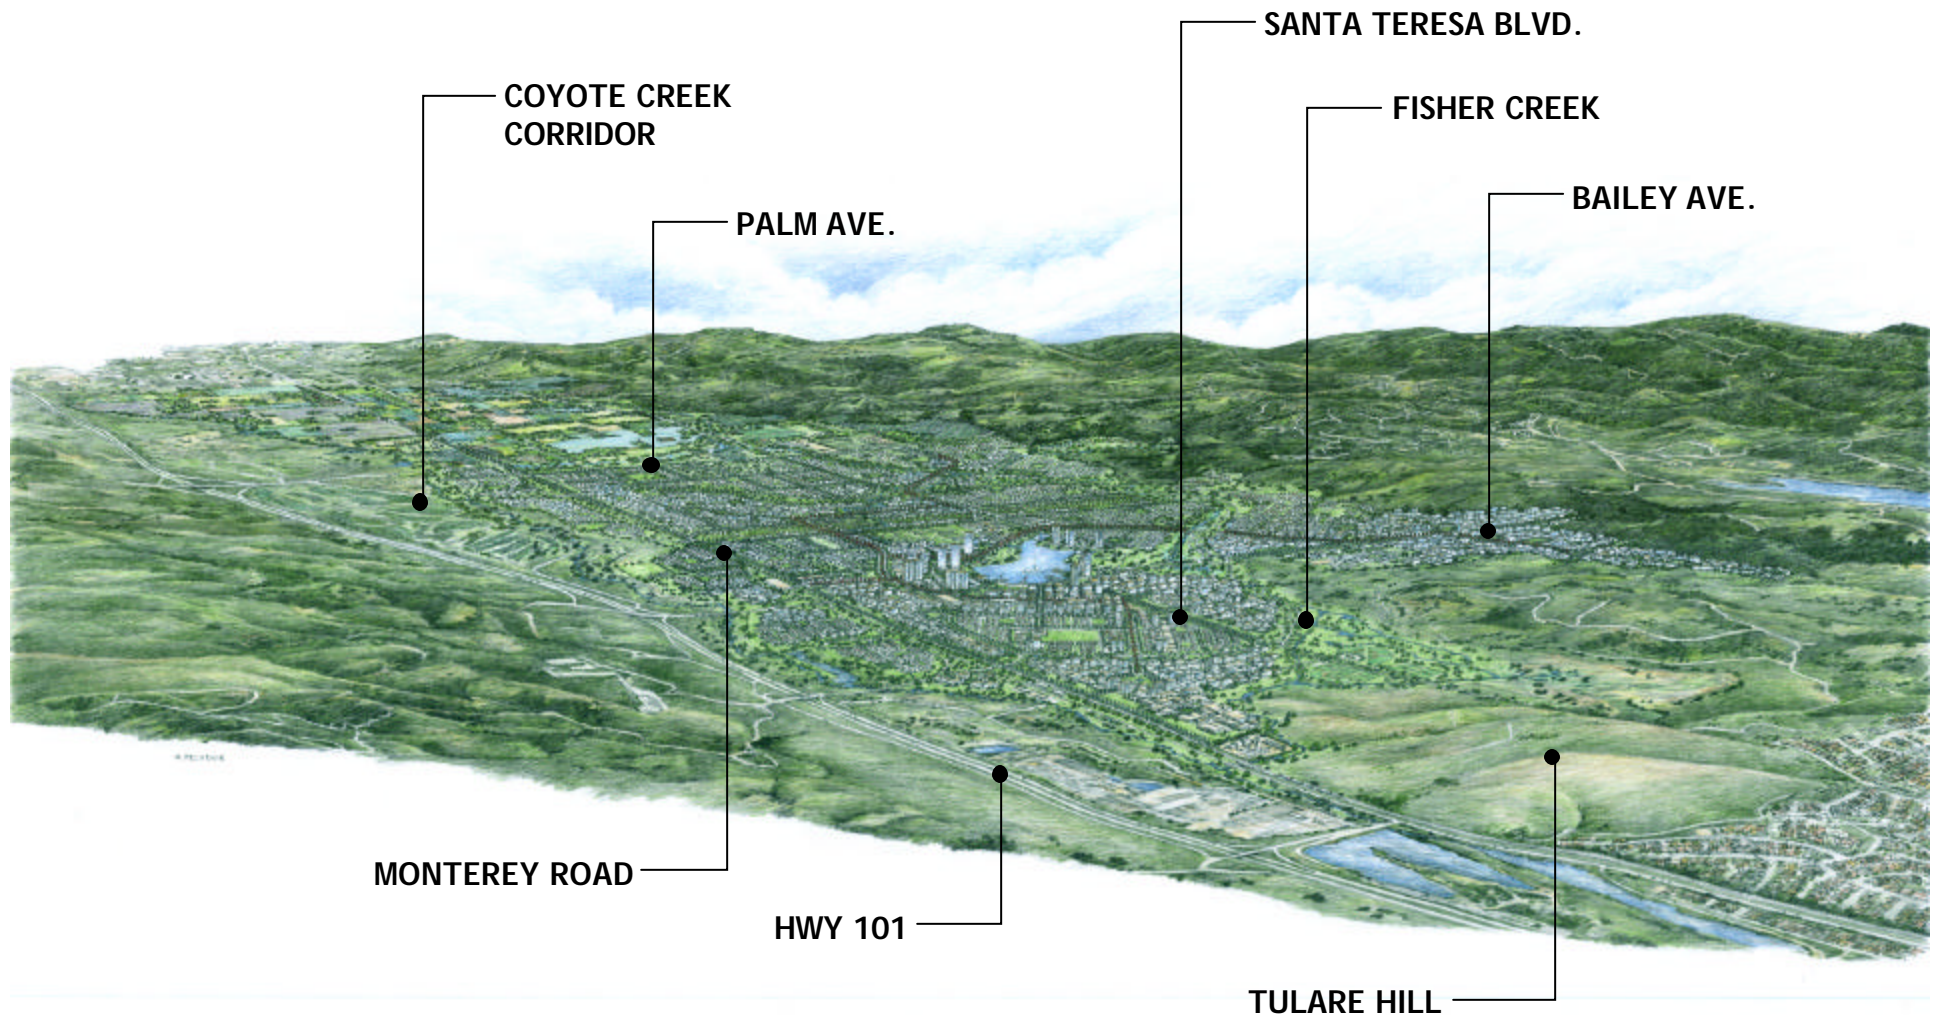 SANTA TERESA BLVD.
COYOTE CREEK
CORRIDOR
FISHER CREEK
BAILEY AVE.
PALM AVE.
MONTEREY ROAD
HWY 101
TULARE HILL